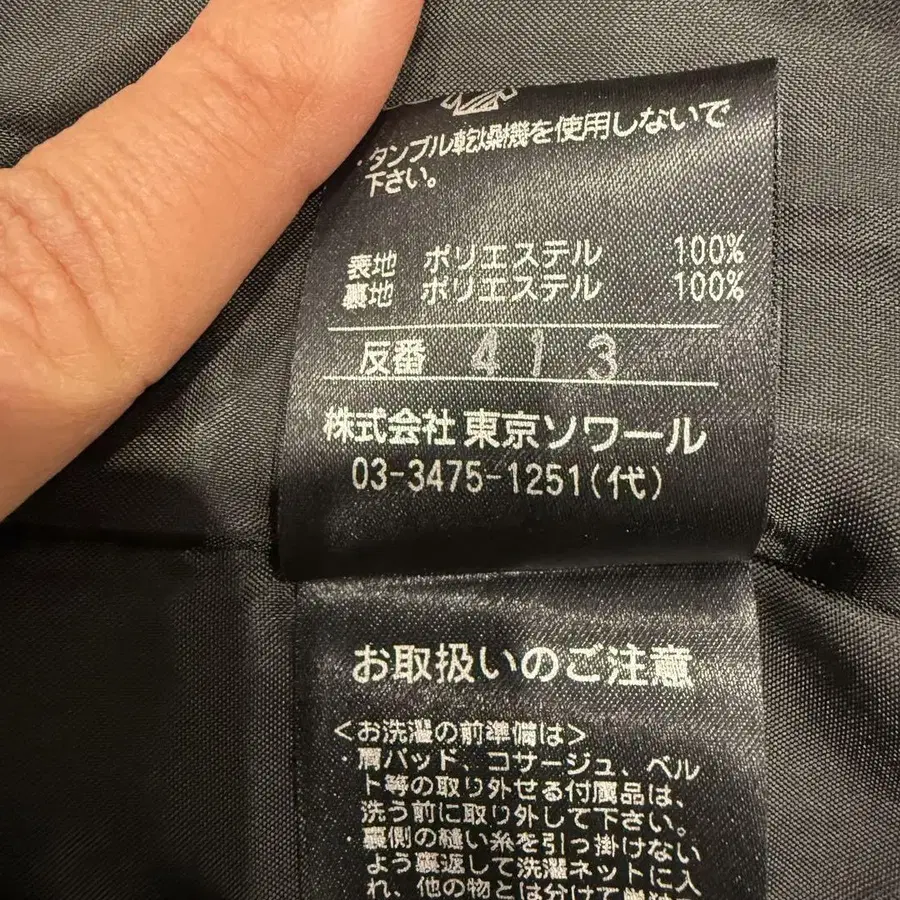 ・タンブル乾燥機を使用しないで
下さい。
表地 ポリエステル 100%
裏地 ポリエステル 100%
反番 413
株式会社 東京ソワール
03-3475-1251(代)
お取扱いのご注意
<お洗濯の前準備は>
・肩パッド、コサージュ、ベル
ト等の取り外せる付属品は、
洗う前に取り外して下さい。
・裏側の縫い糸を引っ掛けない
よう裏返して洗濯ネットに入
れ、他の物とは分けて